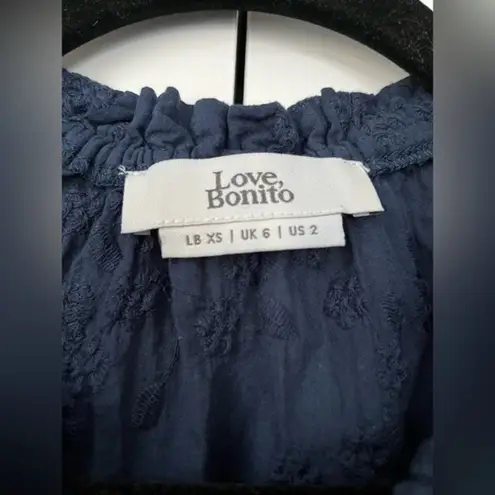 Love,
Bonito
LB XS | UK 6 | US 2